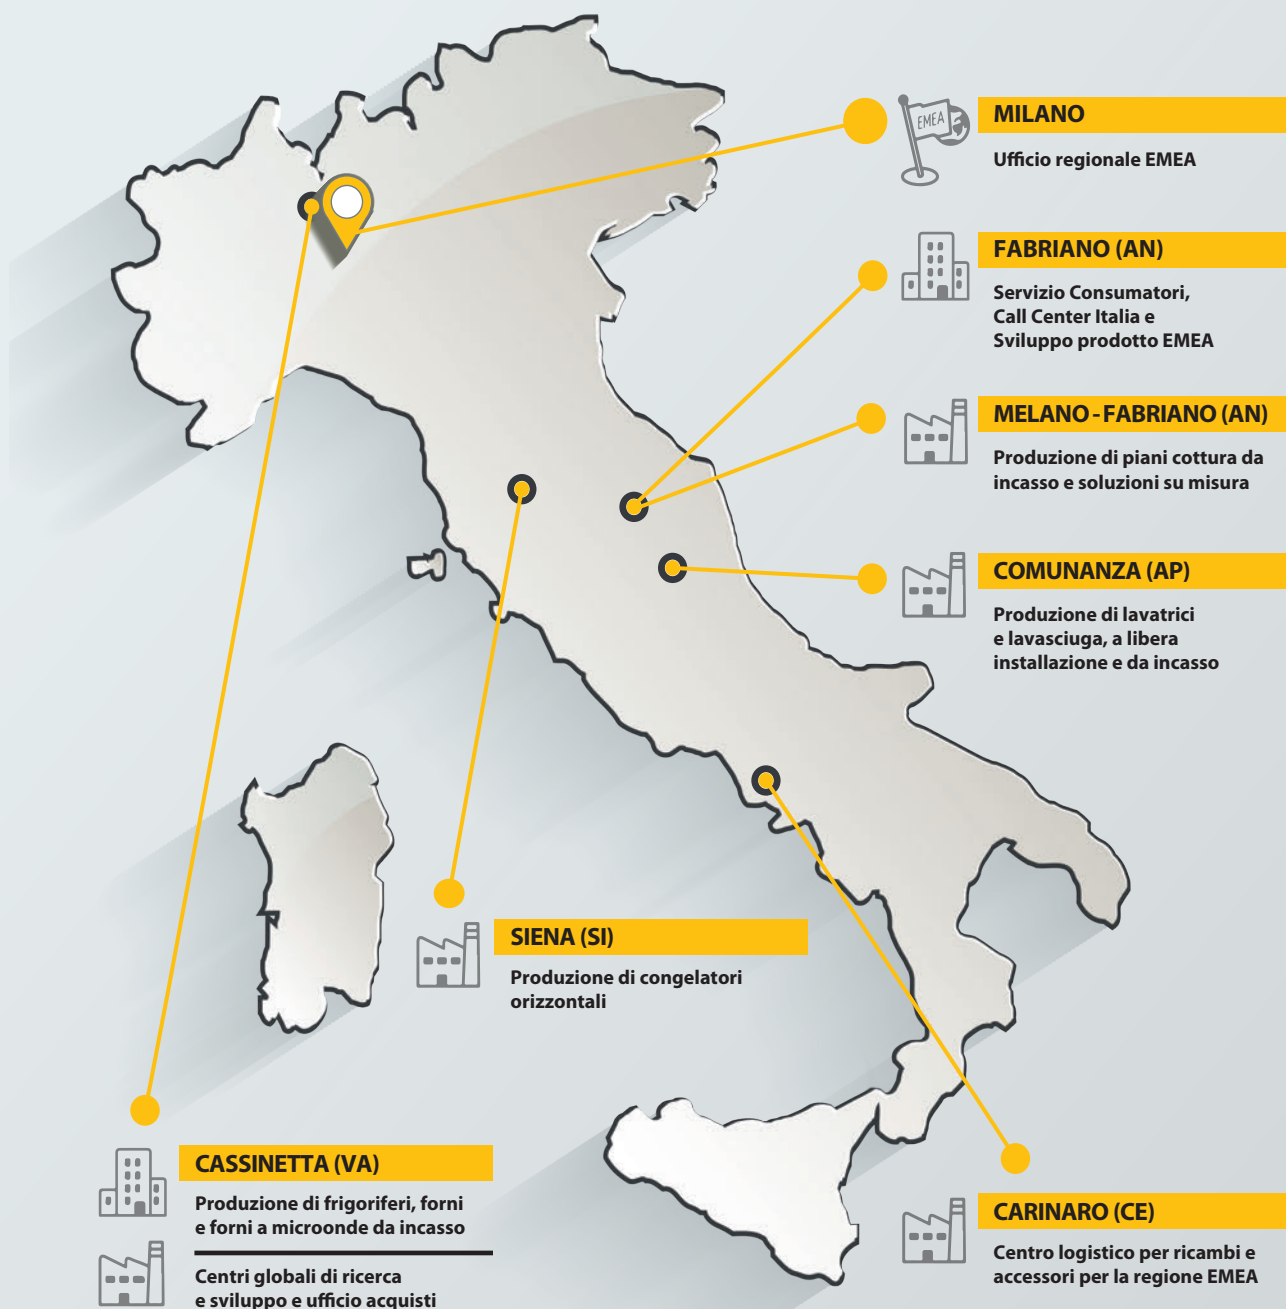 EMEA
MILANO
Ufficio regionale EMEA
FABRIANO (AN)
Servizio Consumatori,
Call Center Italia e
Sviluppo prodotto EMEA
MELANO - FABRIANO (AN)
Produzione di piani cottura da
incasso e soluzioni su misura
COMUNANZA (AP)
Produzione di lavatrici
e lavasciuga, a libera
installazione e da incasso
SIENA (SI)
Produzione di congelatori
orizzontali
CASSINETTA (VA)
Produzione di frigoriferi, forni
e forni a microonde da incasso
Centri globali di ricerca
e sviluppo e ufficio acquisti
CARINARO (CE)
Centro logistico per ricambi e
accessori per la regione EMEA